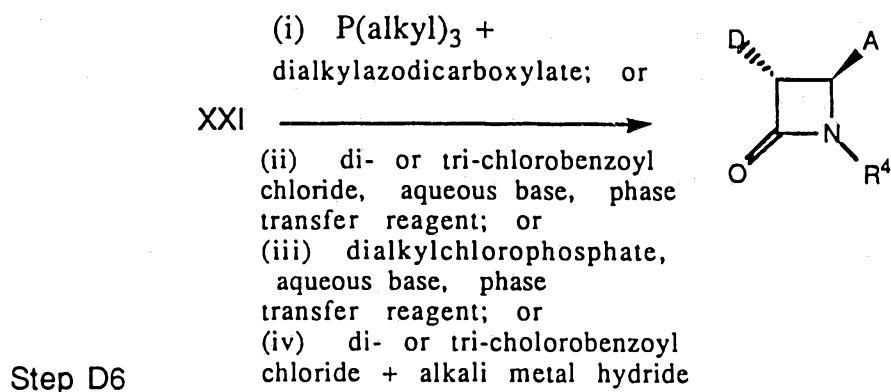 (i) P(alkyl)3 +
dialkylazodicarboxylate; or
XXI
(ii) di- or tri-chlorobenzoyl
chloride, aqueous base, phase
transfer reagent; or
(iii) dialkylchlorophosphate,
aqueous base, phase
transfer reagent; or
(iv) di- or tri-cholorobenzoyl
chloride + alkali metal hydride
Step D6
D A
N
O R4